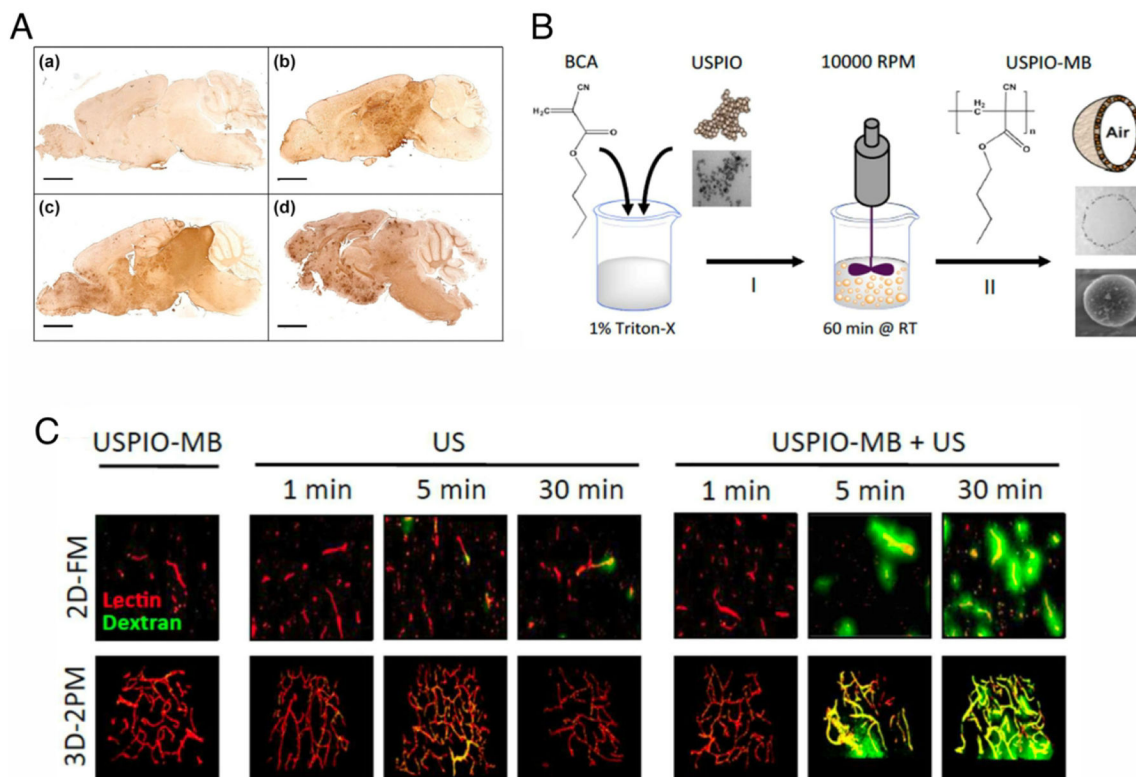 A
(a)
(b)
(c)
(d)
B
BCA
USPIO
10000 RPM
USPIO-MB
CN
H₂C
O
O
1% Triton-X
I
60 min @ RT
II
H₂
C
CN
n
O
O
Air
C
USPIO-MB
US
USPIO-MB + US
1 min
5 min
30 min
1 min
5 min
30 min
2D-FM
Lectin
Dextran
3D-2PM